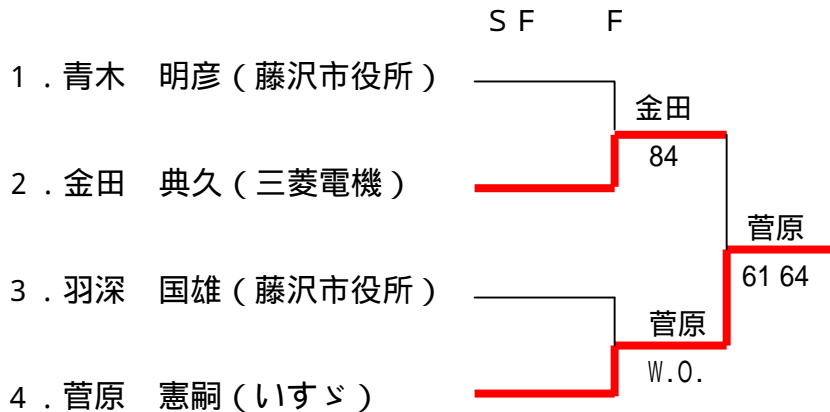 ＳＦ　　Ｆ
１．青木　明彦（藤沢市役所）
金田
84
２．金田　典久（三菱電機）
菅原
61 64
３．羽深　国雄（藤沢市役所）
菅原
W.O.
４．菅原　憲嗣（いすゞ）